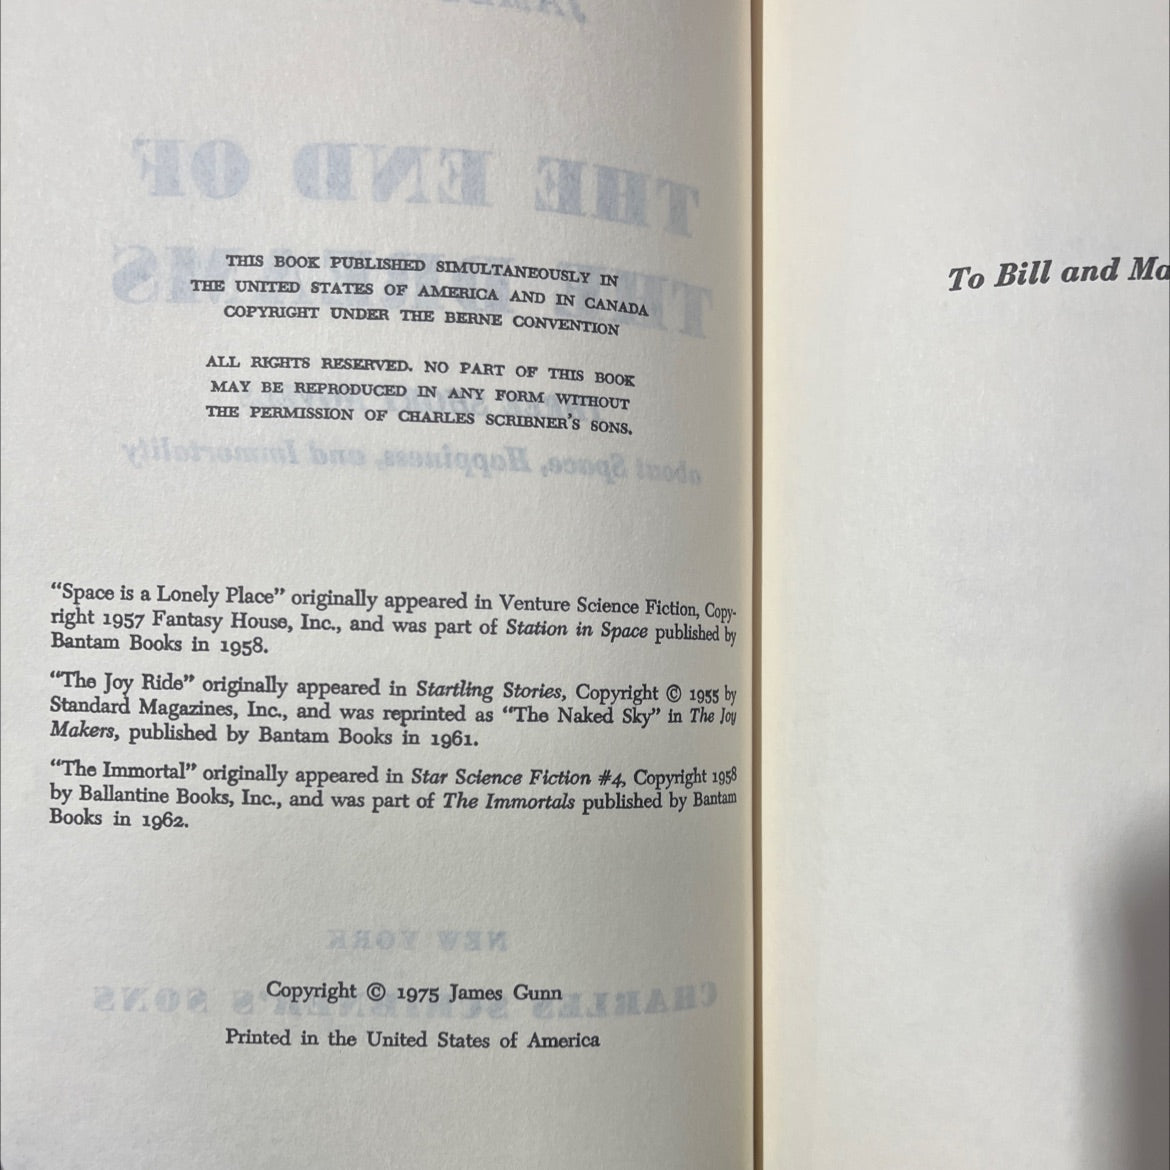 THIS BOOK PUBLISHED SIMULTANEOUSLY IN
THE UNITED STATES OF AMERICA AND IN CANADA
COPYRIGHT UNDER THE BERNE CONVENTION
ALL RIGHTS RESERVED. NO PART OF THIS BOOK
MAY BE REPRODUCED IN ANY FORM WITHOUT
THE PERMISSION OF CHARLES SCRIBNER'S SONS.
“Space is a Lonely Place” originally appeared in Venture Science Fiction, Copy-
right 1957 Fantasy House, Inc., and was part of Station in Space published by
Bantam Books in 1958.
“The Joy Ride” originally appeared in Startling Stories, Copyright © 1955 by
Standard Magazines, Inc., and was reprinted as “The Naked Sky” in The Joy
Makers, published by Bantam Books in 1961.
“The Immortal” originally appeared in Star Science Fiction #4, Copyright 1958
by Ballantine Books, Inc., and was part of The Immortals published by Bantam
Books in 1962.
Copyright © 1975 James Gunn
Printed in the United States of America
To Bill and Ma